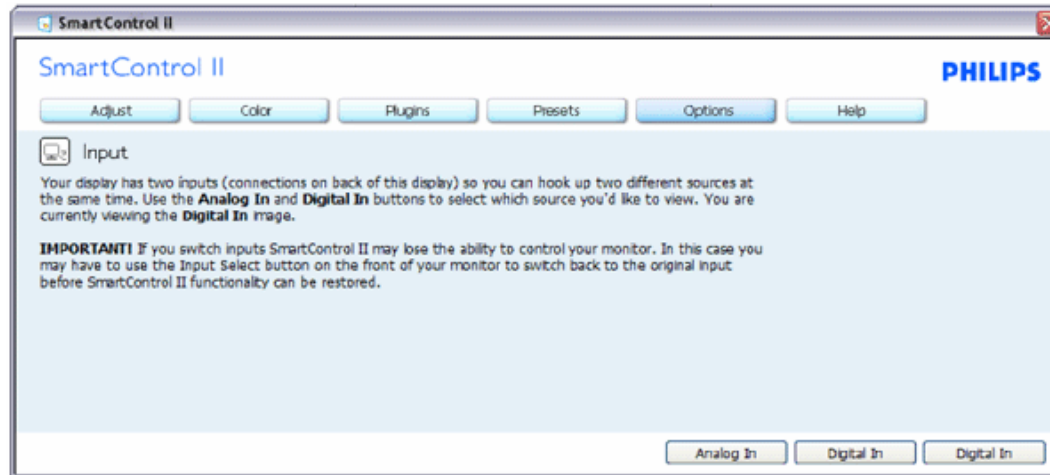 SmartControl II
SmartControl II
PHILIPS
Adjust Color Plugins Presets Options Help
Input
Your display has two inputs (connections on back of this display) so you can hook up two different sources at
the same time. Use the Analog In and Digital In buttons to select which source you'd like to view. You are
currently viewing the Digital In image.
IMPORTANT! If you switch inputs SmartControl II may lose the ability to control your monitor. In this case you
may have to use the Input Select button on the front of your monitor to switch back to the original input
before SmartControl II functionality can be restored.
Analog In Digital In Digital In